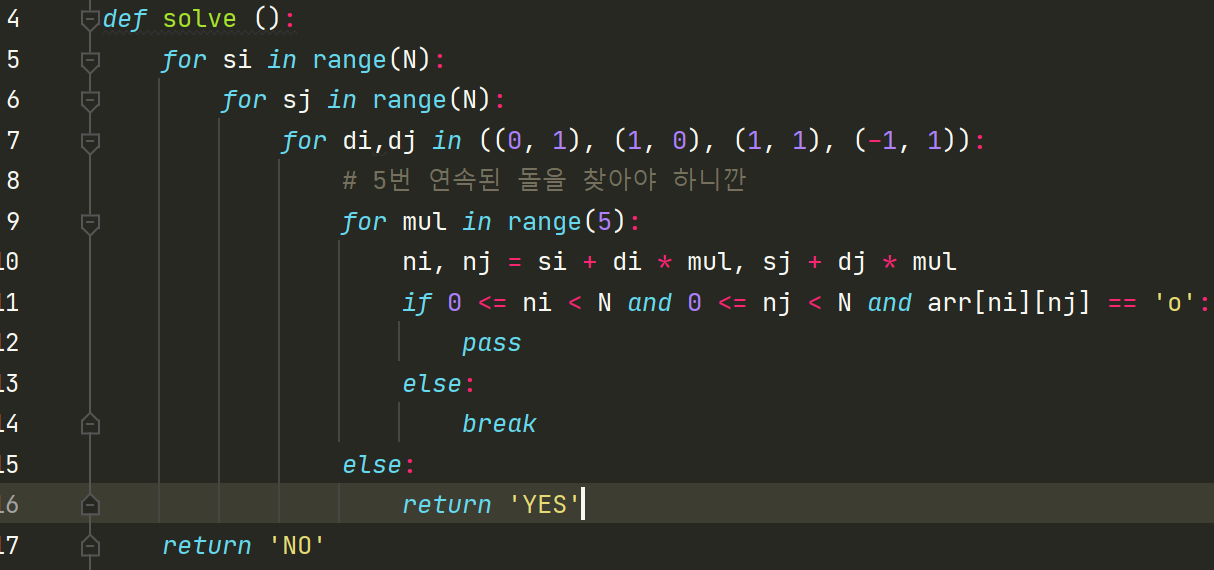 4 def solve ():
5 for si in range(N):
6 for sj in range(N):
7 for di,dj in ((0, 1), (1, 0), (1, 1), (-1, 1)):
8 # 5번 연속된 돌을 찾아야 하니깐
9 for mul in range(5):
10 ni, nj = si + di * mul, sj + dj * mul
11 if 0 <= ni < N and 0 <= nj < N and arr[ni][nj] == 'o':
12 pass
13 else:
14 break
15 else:
16 return 'YES'
17 return 'NO'